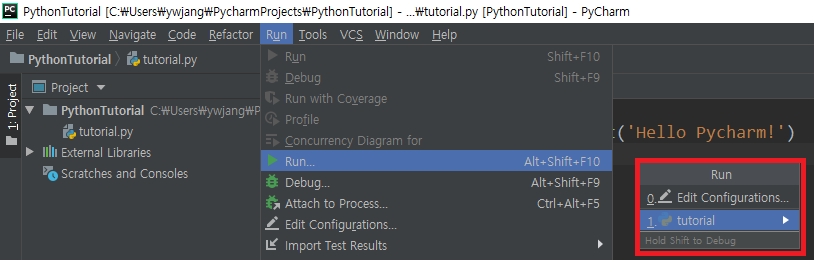 PC PythonTutorial [C:₩Users₩ywjang₩PycharmProjects₩PythonTutorial] - ...₩tutorial.py [PythonTutorial] - PyCharm
File Edit View Navigate Code Refactor Run Tools VCS Window Help
PythonTutorial tutorial.py
1: Project
Project
PythonTutorial C:₩Users₩ywjang₩P
tutorial.py
External Libraries
Scratches and Consoles
Run Shift+F10
Debug Shift+F9
Run with Coverage
Profile
Concurrency Diagram for
Run... Alt+Shift+F10
Debug... Alt+Shift+F9
Attach to Process... Ctrl+Alt+F5
Edit Configurations...
Import Test Results
t('Hello Pycharm!')
Run
0. Edit Configurations...
1. tutorial
Hold Shift to Debug